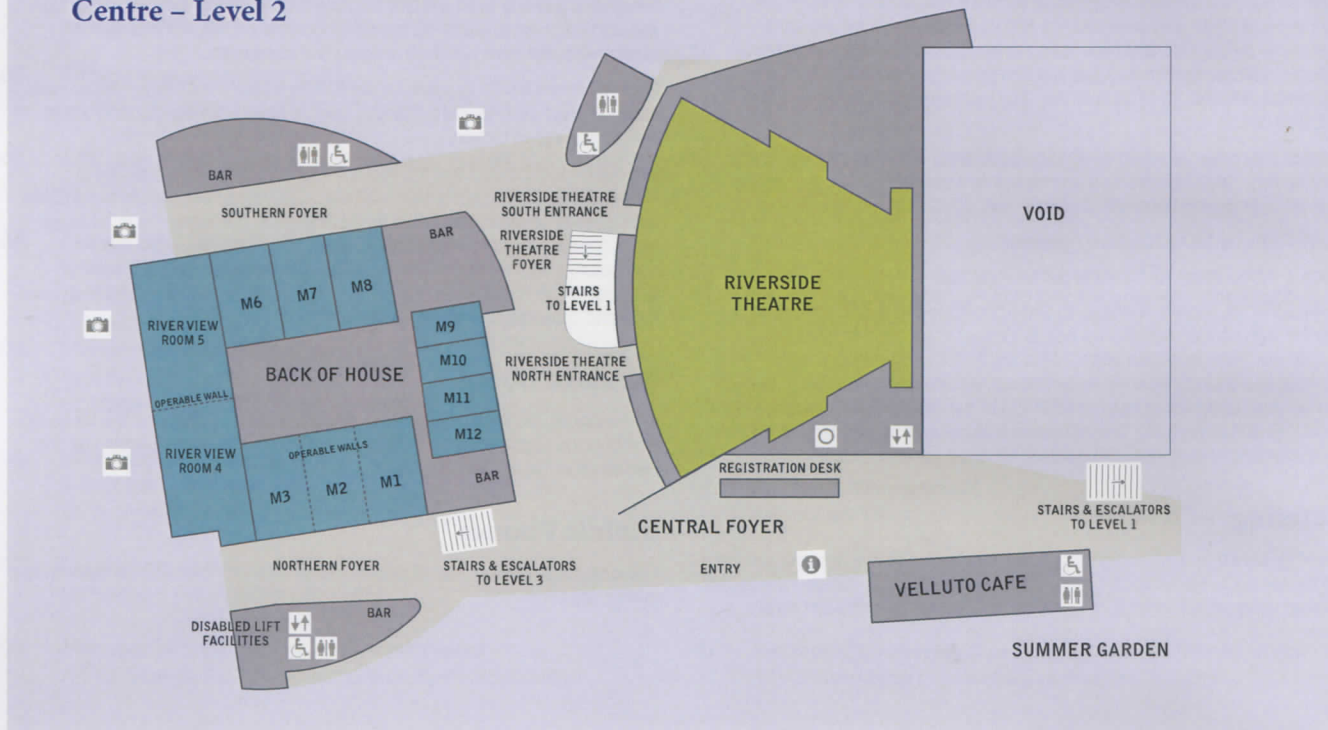 Centre – Level 2
BAR
SOUTHERN FOYER
RIVERSIDE THEATRE
SOUTH ENTRANCE
BAR
RIVERSIDE
THEATRE
FOYER
VOID
M6
M7
M8
STAIRS
TO LEVEL 1
RIVERSIDE
THEATRE
RIVER VIEW
ROOM 5
M9
M10
RIVERSIDE THEATRE
NORTH ENTRANCE
BACK OF HOUSE
OPERABLE WALL
M11
M12
OPERABLE WALLS
RIVER VIEW
ROOM 4
M3
M2
M1
BAR
REGISTRATION DESK
CENTRAL FOYER
STAIRS & ESCALATORS
TO LEVEL 1
NORTHERN FOYER
STAIRS & ESCALATORS
TO LEVEL 3
ENTRY
i
VELLUTO CAFE
BAR
DISABLED LIFT
FACILITIES
SUMMER GARDEN